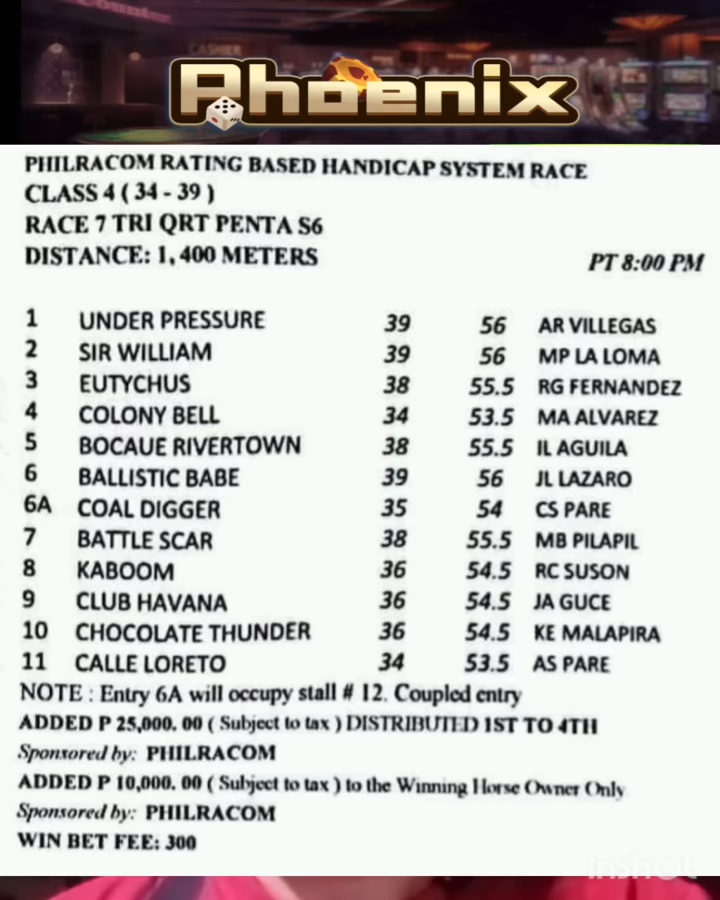 Phoenix
CASHIER
PHILRACOM RATING BASED HANDICAP SYSTEM RACE
CLASS 4 ( 34 - 39 )
RACE 7 TRI QRT PENTA S6
DISTANCE: 1, 400 METERS PT 8:00 PM
1 UNDER PRESSURE 39 56 AR VILLEGAS
2 SIR WILLIAM 39 56 MP LA LOMA
3 EUTYCHUS 38 55.5 RG FERNANDEZ
4 COLONY BELL 34 53.5 MA ALVAREZ
5 BOCAUE RIVERTOWN 38 55.5 IL AGUILA
6 BALLISTIC BABE 39 56 JL LAZARO
6A COAL DIGGER 35 54 CS PARE
7 BATTLE SCAR 38 55.5 MB PILAPIL
8 KABOOM 36 54.5 RC SUSON
9 CLUB HAVANA 36 54.5 JA GUCE
10 CHOCOLATE THUNDER 36 54.5 KE MALAPIRA
11 CALLE LORETO 34 53.5 AS PARE
NOTE : Entry 6A will occupy stall # 12. Coupled entry
ADDED P 25,000. 00 ( Subject to tax ) DISTRIBUTED 1ST TO 4TH
Sponsored by: PHILRACOM
ADDED P 10,000. 00 ( Subject to tax ) to the Winning Horse Owner Only
Sponsored by: PHILRACOM
WIN BET FEE: 300
InShOt